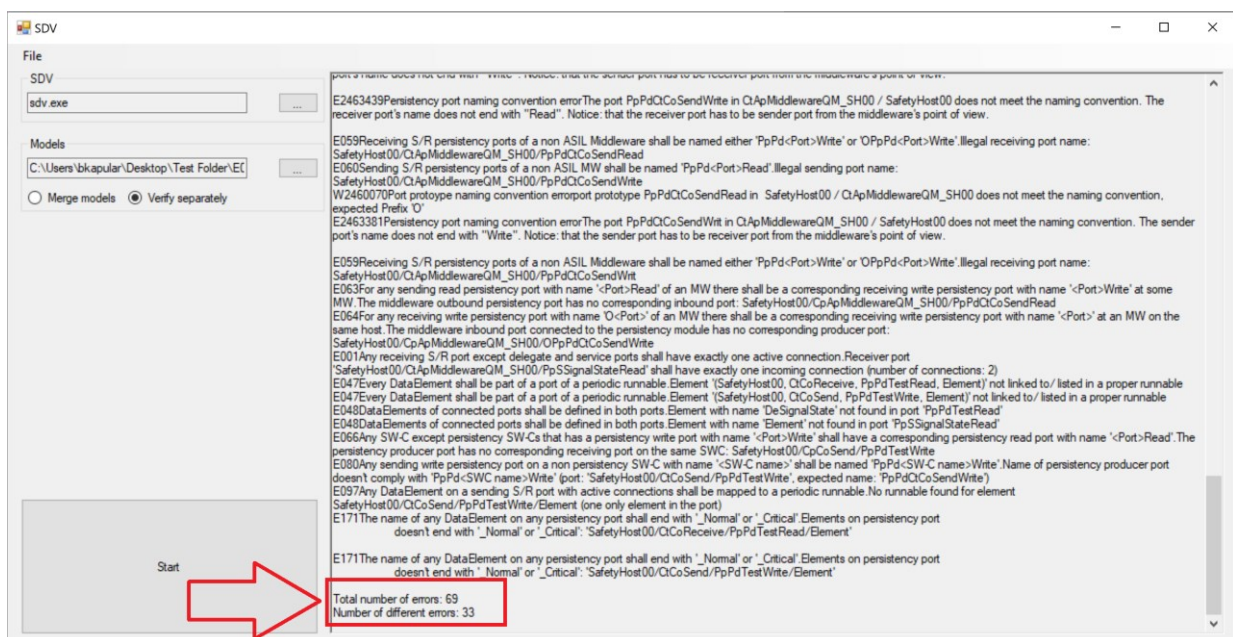 SDV
File
SDV
sdv.exe
...
Models
C:\Users\bkapular\Desktop\Test Folder\E(
...
Merge models Verify separately
Start
port's name does not end with "Write". Notice: that the sender port has to be receiver port from the middleware's point of view.
E2463439Persistency port naming convention errorThe port PpPdCtCoSendWrite in CtApMiddlewareQM_SH00 / SafetyHost00 does not meet the naming convention. The
receiver port's name does not end with "Read". Notice: that the receiver port has to be sender port from the middleware's point of view.
E059Receiving S/R persistency ports of a non ASIL Middleware shall be named either 'PpPd<Port>Write' or 'OPpPd<Port>Write'.Illegal receiving port name:
SafetyHost00/CtApMiddlewareQM_SH00/PpPdCtCoSendRead
E060Sending S/R persistency ports of a non ASIL MW shall be named 'PpPd<Port>Read'.Illegal sending port name:
SafetyHost00/CtApMiddlewareQM_SH00/PpPdCtCoSendWrite
W2460070Port protoype naming convention errorport prototype PpPdCtCoSendRead in SafetyHost00 / CtApMiddlewareQM_SH00 does not meet the naming convention,
expected Prefix 'O'
E2463381Persistency port naming convention errorThe port PpPdCtCoSendWrit in CtApMiddlewareQM_SH00 / SafetyHost00 does not meet the naming convention. The sender
port's name does not end with "Write". Notice: that the sender port has to be receiver port from the middleware's point of view.
E059Receiving S/R persistency ports of a non ASIL Middleware shall be named either 'PpPd<Port>Write' or 'OPpPd<Port>Write'.Illegal receiving port name:
SafetyHost00/CtApMiddlewareQM_SH00/PpPdCtCoSendWrit
E063For any sending read persistency port with name '<Port>Read' of an MW there shall be a corresponding receiving write persistency port with name '<Port>Write' at some
MW.The middleware outbound persistency port has no corresponding inbound port: SafetyHost00/CpApMiddlewareQM_SH00/PpPdCtCoSendRead
E064For any receiving write persistency port with name 'O<Port>' of an MW there shall be a corresponding receiving write persistency port with name '<Port>' at an MW on the
same host.The middleware inbound port connected to the persistency module has no corresponding producer port:
SafetyHost00/CpApMiddlewareQM_SH00/OPpPdCtCoSendWrite
E001Any receiving S/R port except delegate and service ports shall have exactly one active connection.Receiver port
'SafetyHost00/CtApMiddlewareQM_SH00/PpSSignalStateRead' shall have exactly one incoming connection (number of connections: 2)
E047Every DataElement shall be part of a port of a periodic runnable.Element '(SafetyHost00, CtCoReceive, PpPdTestRead, Element)' not linked to/ listed in a proper runnable
E047Every DataElement shall be part of a port of a periodic runnable.Element '(SafetyHost00, CtCoSend, PpPdTestWrite, Element)' not linked to/ listed in a proper runnable
E048DataElements of connected ports shall be defined in both ports.Element with name 'DeSignalState' not found in port 'PpPdTestRead'
E048DataElements of connected ports shall be defined in both ports.Element with name 'Element' not found in port 'PpSSignalStateRead'
E066Any SW-C except persistency SW-Cs that has a persistency write port with name '<Port>Write' shall have a corresponding persistency read port with name '<Port>Read'.The
persistency producer port has no corresponding receiving port on the same SWC: SafetyHost00/CpCoSend/PpPdTestWrite
E080Any sending write persistency port on a non persistency SW-C with name '<SW-C name>' shall be named 'PpPd<SW-C name>Write'.Name of persistency producer port
doesn't comply with 'PpPd<SWC name>Write' (port: 'SafetyHost00/CtCoSend/PpPdTestWrite', expected name: 'PpPdCtCoSendWrite')
E097Any DataElement on a sending S/R port with active connections shall be mapped to a periodic runnable.No runnable found for element
SafetyHost00/CtCoSend/PpPdTestWrite/Element (one only element in the port)
E171The name of any DataElement on any persistency port shall end with '_Normal' or '_Critical'.Elements on persistency port
doesn't end with '_Normal' or '_Critical': 'SafetyHost00/CtCoReceive/PpPdTestRead/Element'
E171The name of any DataElement on any persistency port shall end with '_Normal' or '_Critical'.Elements on persistency port
doesn't end with '_Normal' or '_Critical': 'SafetyHost00/CtCoSend/PpPdTestWrite/Element'
Total number of errors: 69
Number of different errors: 33